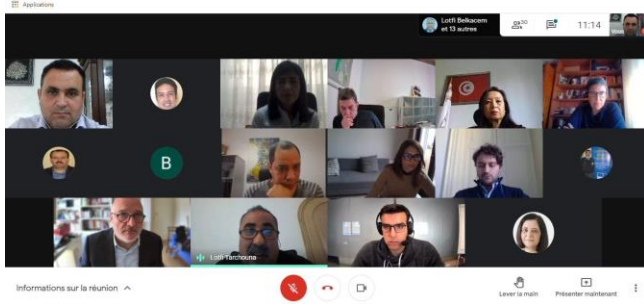 Applications
Lotfi Belkacem
et 13 autres
30
11:14
B
Lotfi Tarchouna
Informations sur la réunion
Lever la main
Présenter maintenant